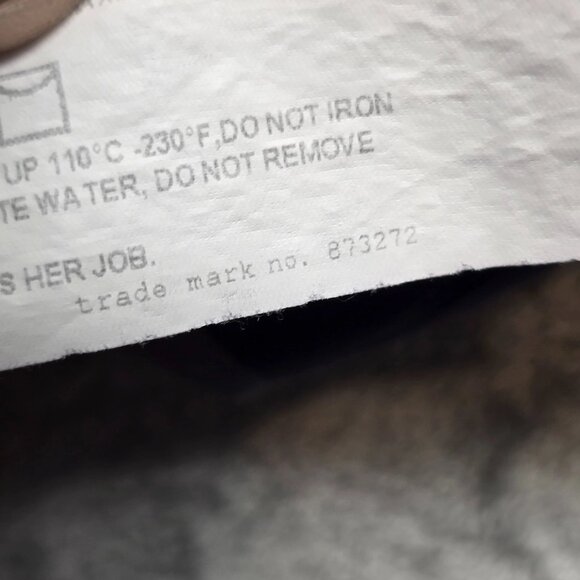 UP 110°C -230°F,DO NOT IRON
TE WATER, DO NOT REMOVE
S HER JOB.
trade mark no. 873272